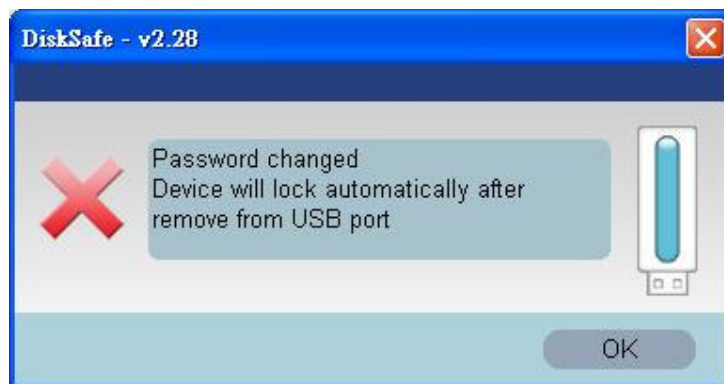 DiskSafe - v2.28
Password changed
Device will lock automatically after
remove from USB port
OK